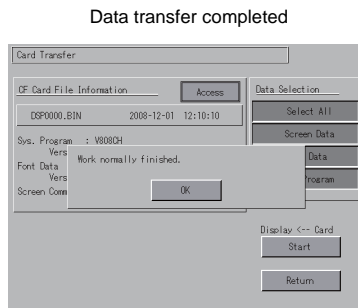 Data transfer completed
Card Transfer
CF Card File Information
Access
DSP0000.BIN 2008-12-01 12:10:10
Sys. Program : V808CH
Vers
Font Data
Vers
Screen Comm
Work normally finished.
OK
Data Selection
Select All
Screen Data
Data
Program
Display <-- Card
Start
Return